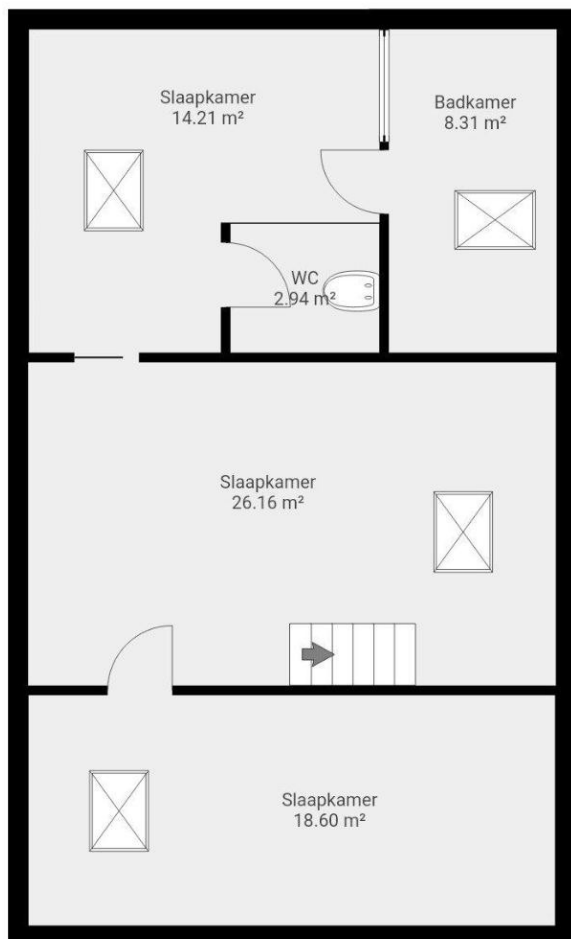 Slaapkamer
14.21 m²
Badkamer
8.31 m²
WC
2.94 m²
Slaapkamer
26.16 m²
Slaapkamer
18.60 m²